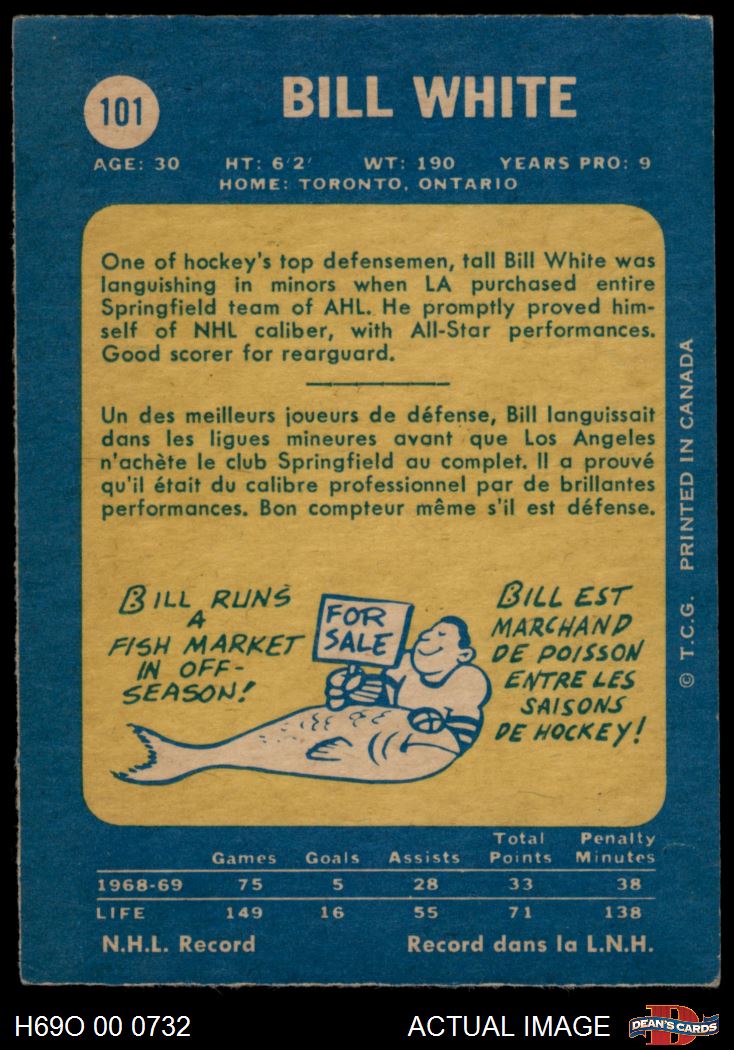 101
BILL WHITE
AGE: 30 HT: 6'2' WT: 190 YEARS PRO: 9
HOME: TORONTO, ONTARIO
One of hockey's top defensemen, tall Bill White was
languishing in minors when LA purchased entire
Springfield team of AHL. He promptly proved him-
self of NHL caliber, with All-Star performances.
Good scorer for rearguard.
Un des meilleurs joueurs de défense, Bill languissait
dans les ligues mineures avant que Los Angeles
n'achète le club Springfield au complet. Il a prouvé
qu'il était du calibre professionnel par de brillantes
performances. Bon compteur même s'il est défense.
BILL RUNS
A
FISH MARKET
IN OFF-
SEASON!
FOR
SALE
BILL EST
MARCHAND
DE POISSON
ENTRE LES
SAISONS
DE HOCKEY!
© T.C.G. PRINTED IN CANADA
Games Goals Assists Total Points Penalty Minutes
1968-69 75 5 28 33 38
LIFE 149 16 55 71 138
N.H.L. Record Record dans la L.N.H.
H69O 00 0732 ACTUAL IMAGE DEAN'S CARDS